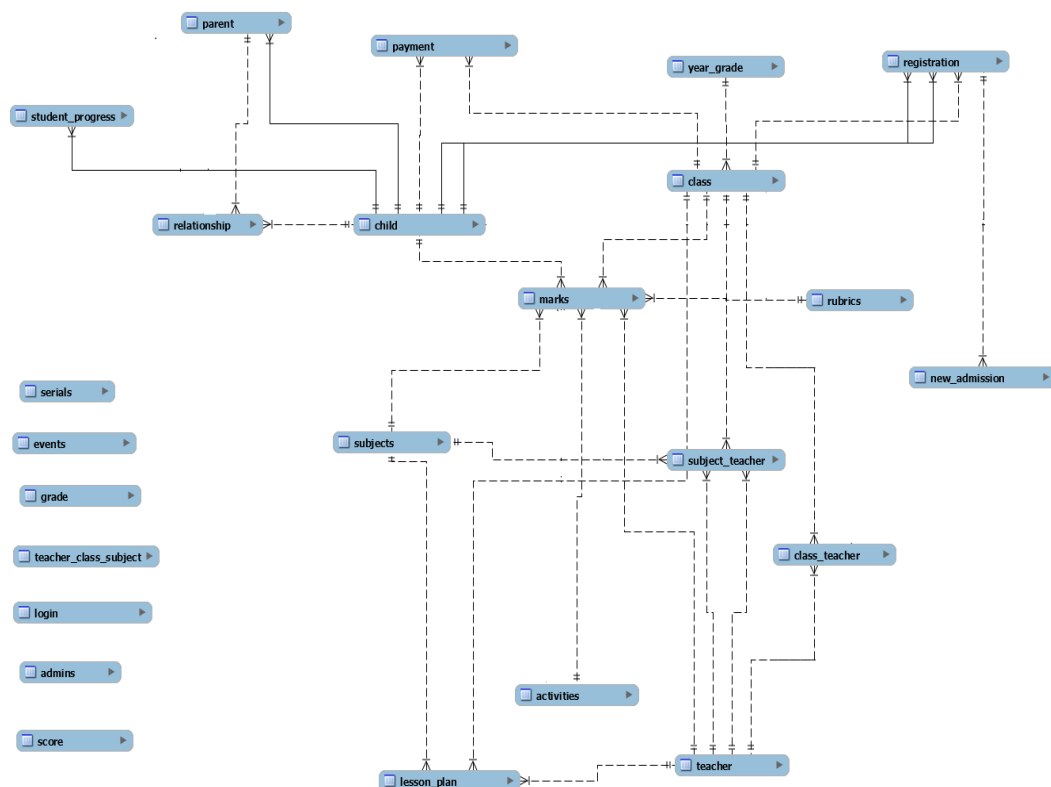 parent
payment
year_grade
registration
student_progress
class
relationship
child
marks
rubrics
new_admission
serials
events
subjects
subject_teacher
grade
teacher_class_subject
class_teacher
login
admins
activities
score
teacher
lesson_plan